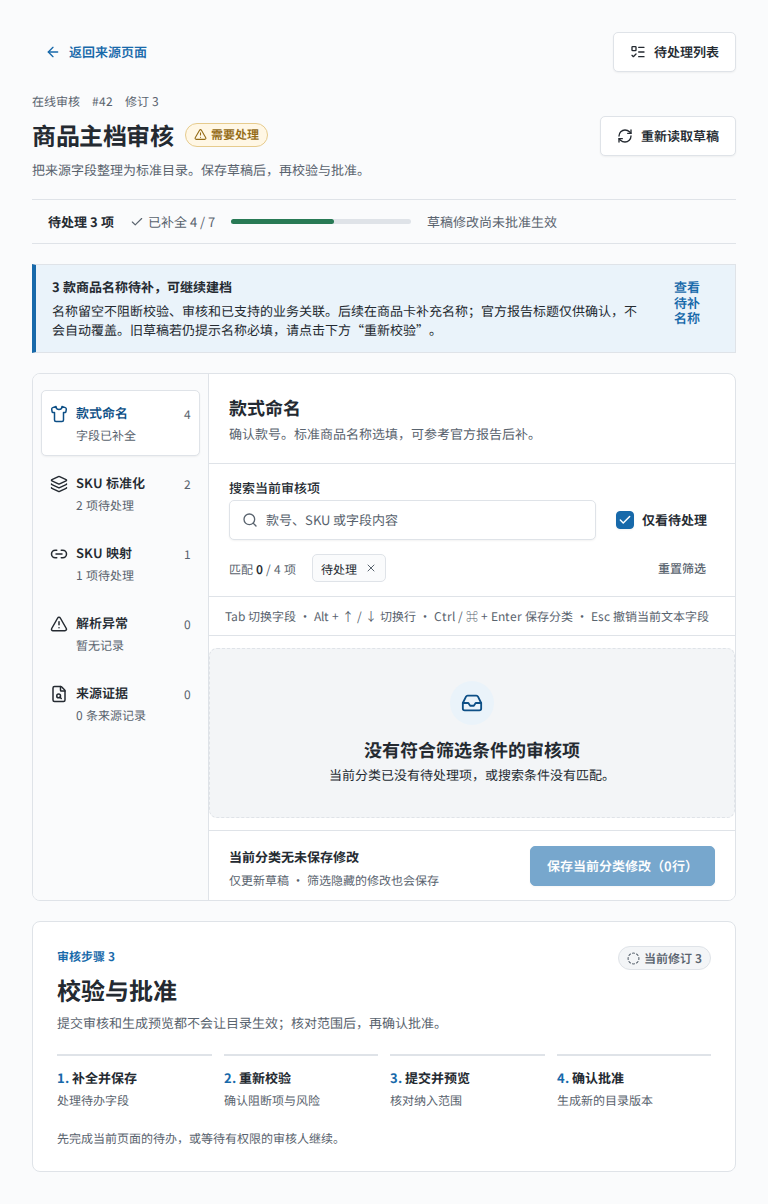 返回来源页面
待处理列表
在线审核 #42 修订 3
商品主档审核 需要处理
重新读取草稿
把来源字段整理为标准目录。保存草稿后，再校验与批准。
待处理 3 项 已补全 4 / 7 草稿修改尚未批准生效
3 款商品名称待补，可继续建档
名称留空不阻断校验、审核和已支持的业务关联。后续在商品卡补充名称；官方报告标题仅供确认，不
会自动覆盖。旧草稿若仍提示名称必填，请点击下方“重新校验”。
查看
待补
名称
款式命名 4
字段已补全
SKU 标准化 2
2 项待处理
SKU 映射 1
1 项待处理
解析异常 0
暂无记录
来源证据 0
0 条来源记录
款式命名
确认款号。标准商品名称选填，可参考官方报告后补。
搜索当前审核项
款号、SKU 或字段内容
仅看待处理
匹配 0 / 4 项 待处理 ×
重置筛选
Tab 切换字段 • Alt + ↑ / ↓ 切换行 • Ctrl / ⌘ + Enter 保存分类 • Esc 撤销当前文本字段
没有符合筛选条件的审核项
当前分类已没有待处理项，或搜索条件没有匹配。
当前分类无未保存修改
仅更新草稿 • 筛选隐藏的修改也会保存
保存当前分类修改（0行）
审核步骤 3
当前修订 3
校验与批准
提交审核和生成预览都不会让目录生效；核对范围后，再确认批准。
1. 补全并保存
处理待办字段
2. 重新校验
确认阻断项与风险
3. 提交并预览
核对纳入范围
4. 确认批准
生成新的目录版本
先完成当前页面的待办，或等待有权限的审核人继续。